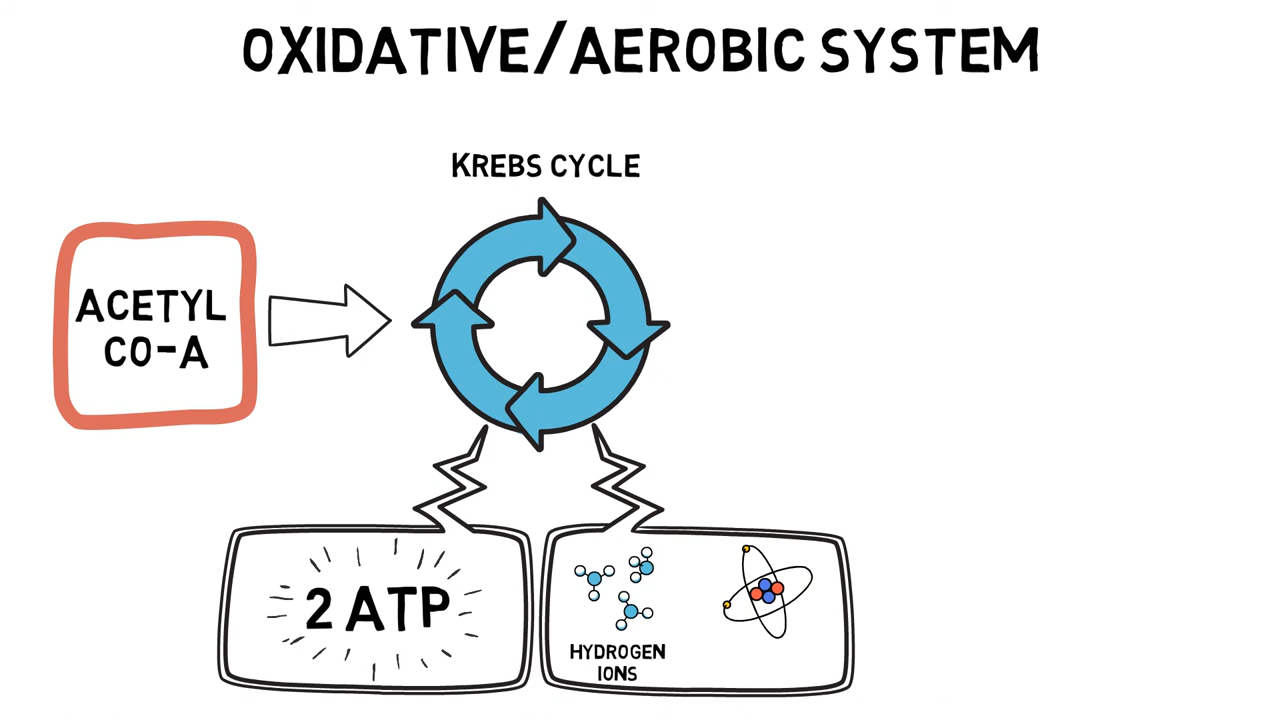 OXIDATIVE/AEROBIC SYSTEM
KREBS CYCLE
ACETYL
CO-A
2 ATP
HYDROGEN
IONS